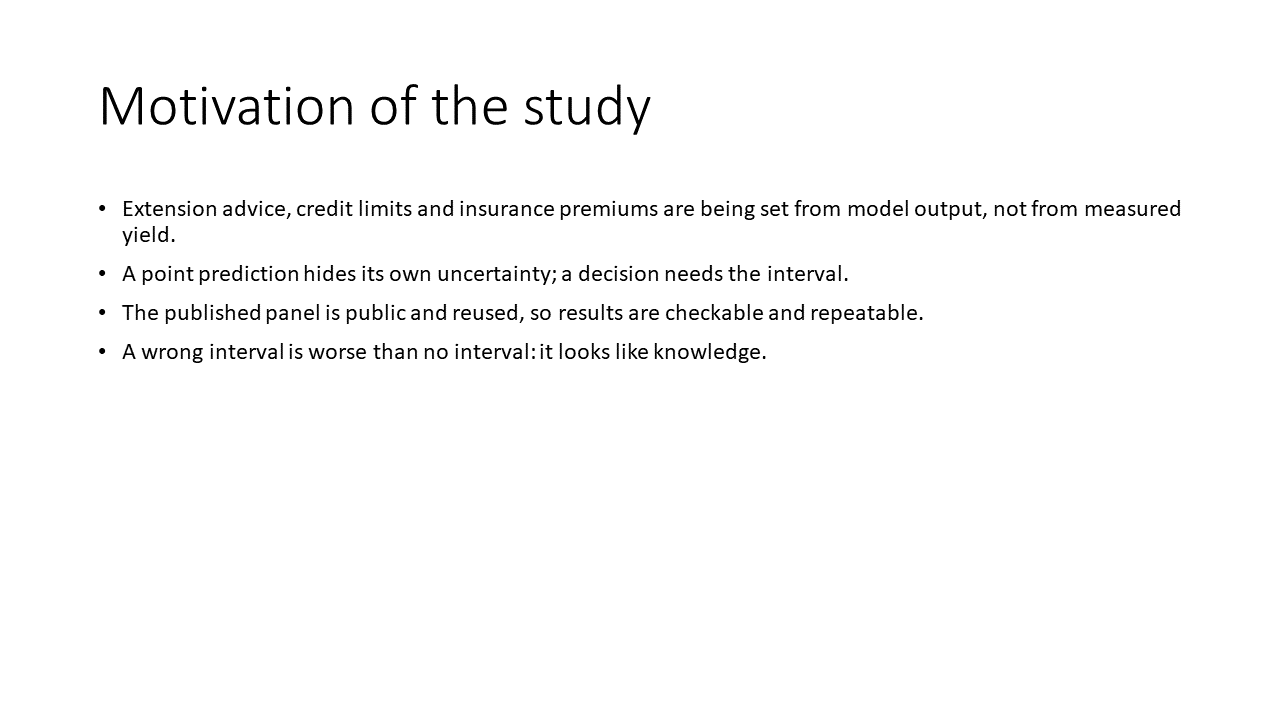 Motivation of the study
• Extension advice, credit limits and insurance premiums are being set from model output, not from measured
yield.
• A point prediction hides its own uncertainty; a decision needs the interval.
• The published panel is public and reused, so results are checkable and repeatable.
• A wrong interval is worse than no interval: it looks like knowledge.